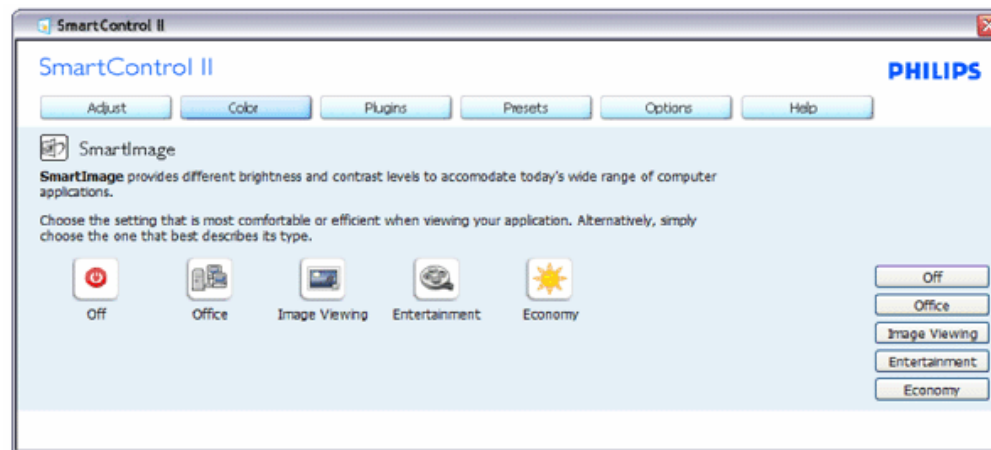 SmartControl II
SmartControl II
PHILIPS
Adjust Color Plugins Presets Options Help
SmartImage
SmartImage provides different brightness and contrast levels to accomodate today's wide range of computer
applications.
Choose the setting that is most comfortable or efficient when viewing your application. Alternatively, simply
choose the one that best describes its type.
Off Office Image Viewing Entertainment Economy
Off
Office
Image Viewing
Entertainment
Economy